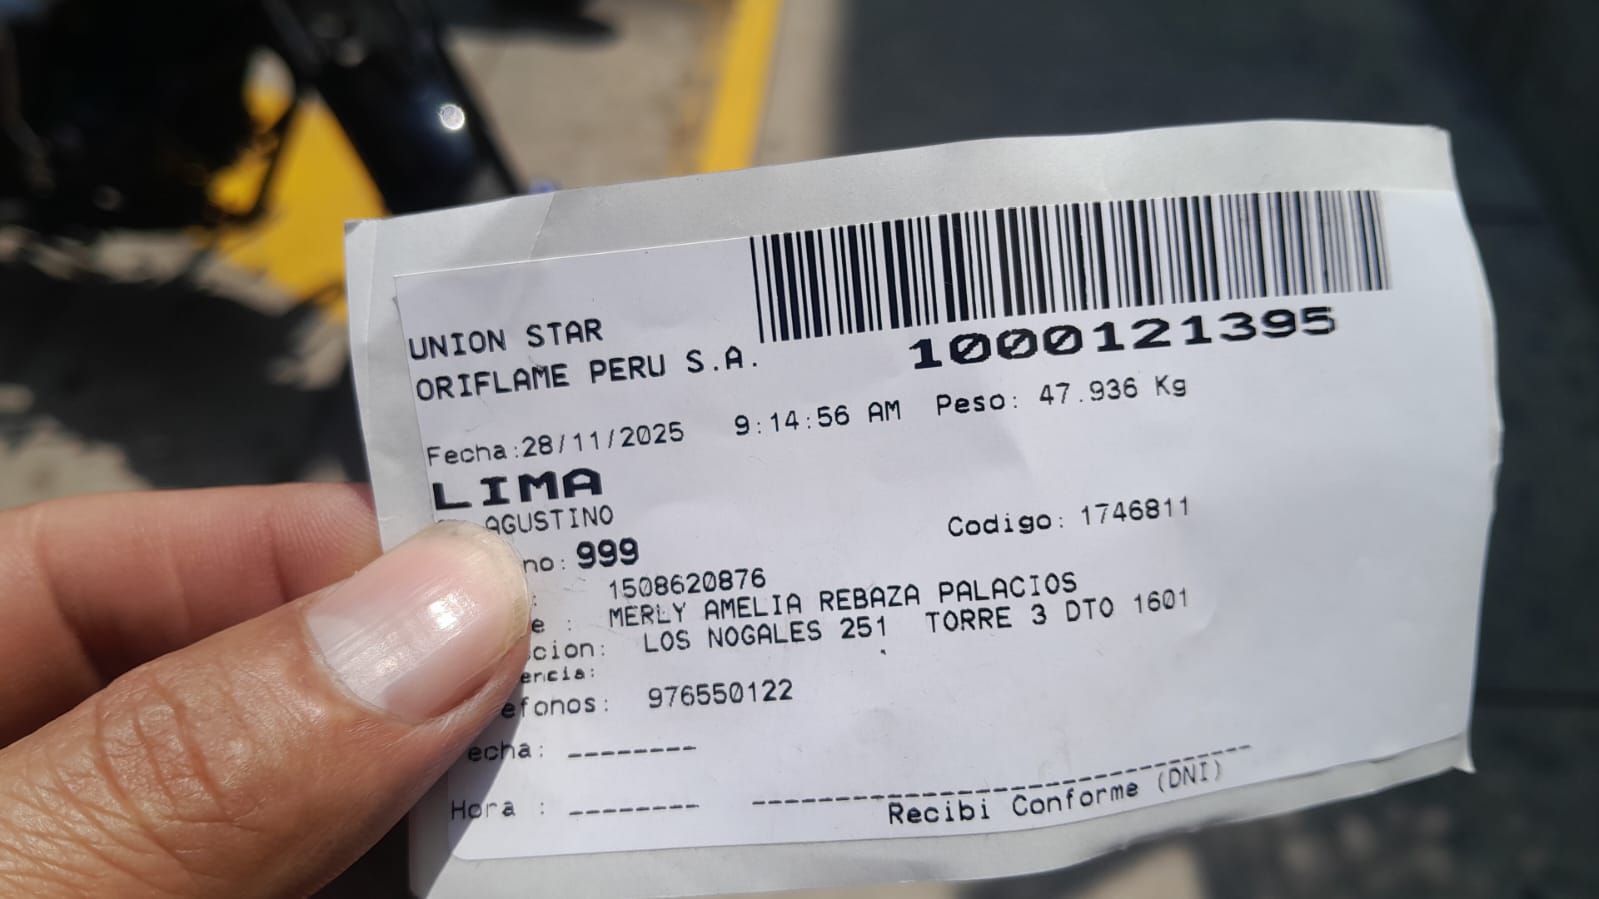 UNION STAR
ORIFLAME PERU S.A.
1000121395
Fecha:28/11/2025 9:14:56 AM Peso: 47.936 Kg
LIMA
AGUSTINO
Codigo: 1746811
no: 999
: 1508620876
e : MERLY AMELIA REBAZA PALACIOS
cion: LOS NOGALES 251 TORRE 3 DTO 1601
encia:
efonos: 976550122
echa: --------
Hora : --------
Recibi Conforme (DNI)